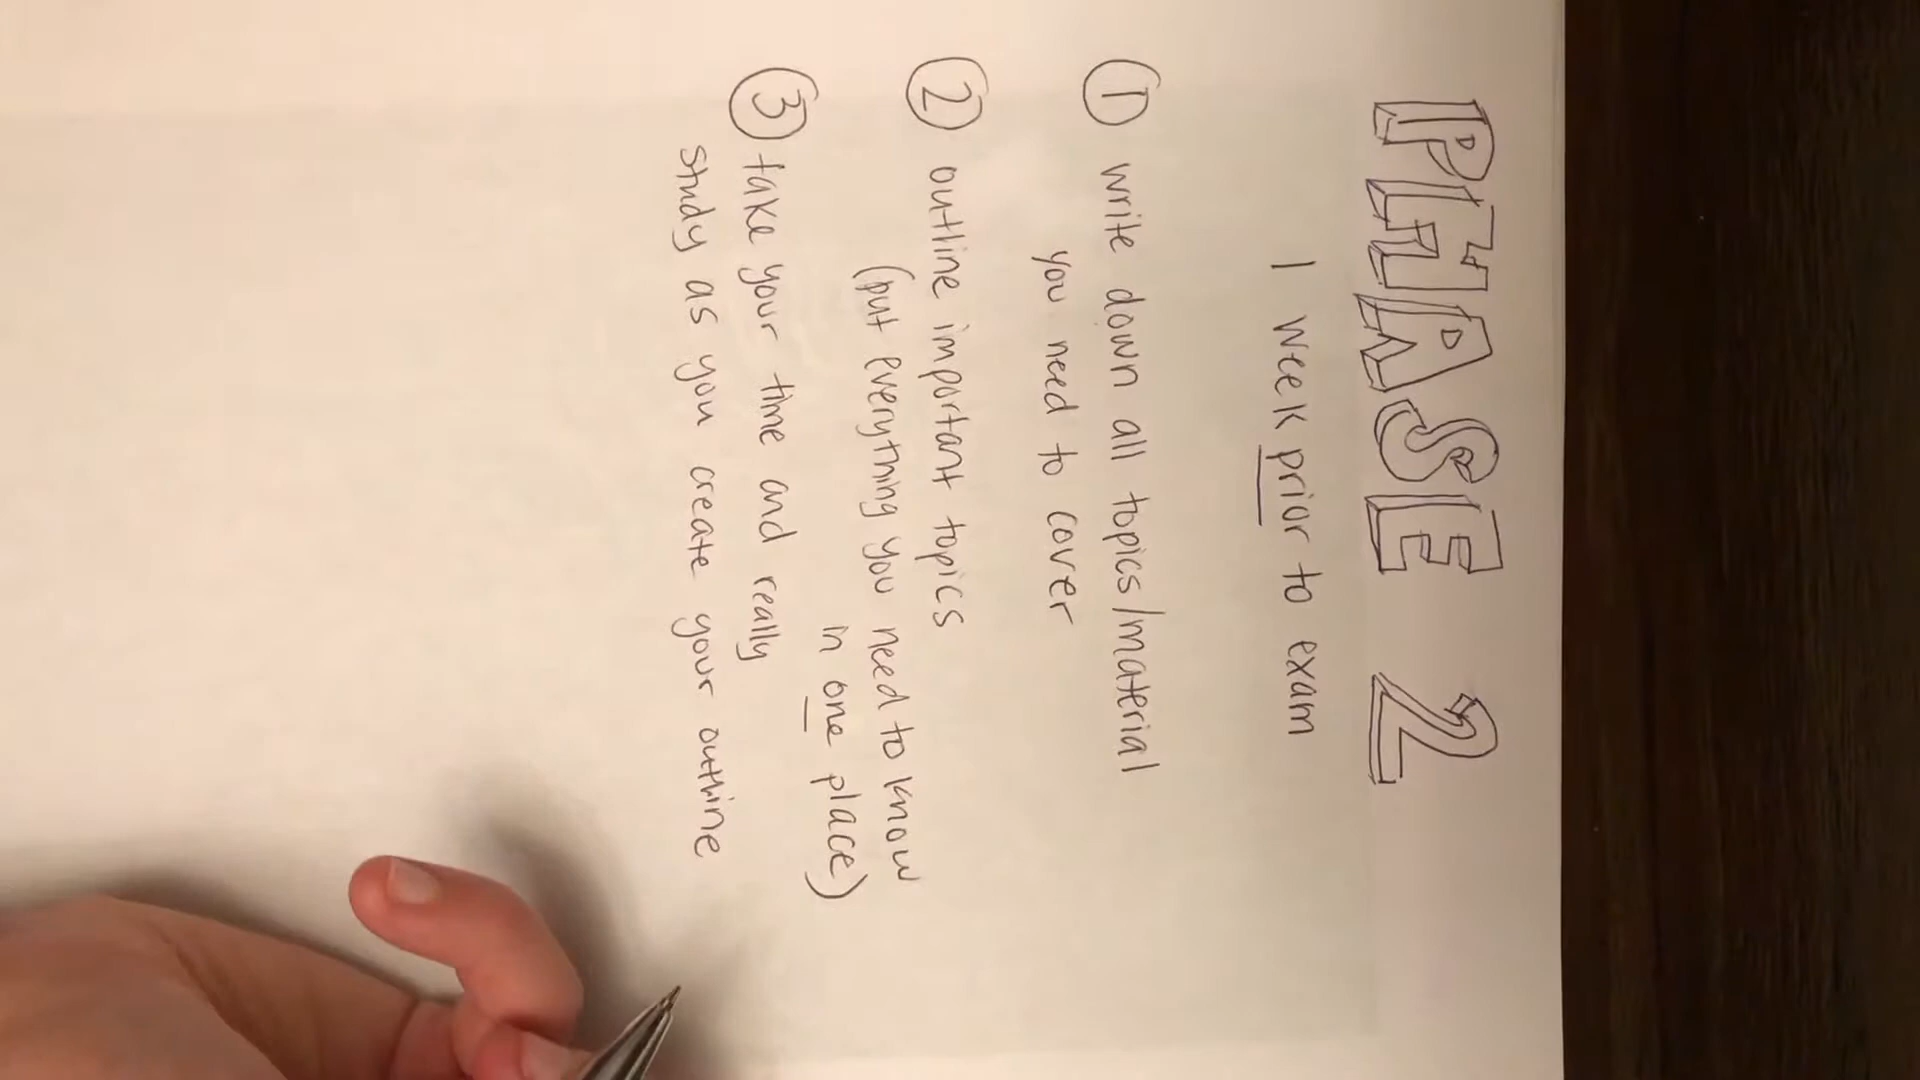 PHASE 2
1 week prior to exam
① write down all topics/material
you need to cover
② outline important topics
(put everything you need to know
in one place)
③ take your time and really
study as you create your outline